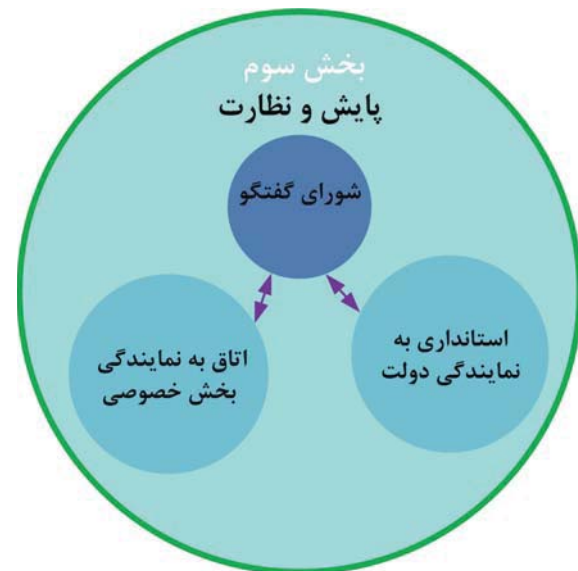 بخش سوم
پایش و نظارت
شورای گفتگو
استانداری به
نمایندگی دولت
اتاق به نمایندگی
بخش خصوصی